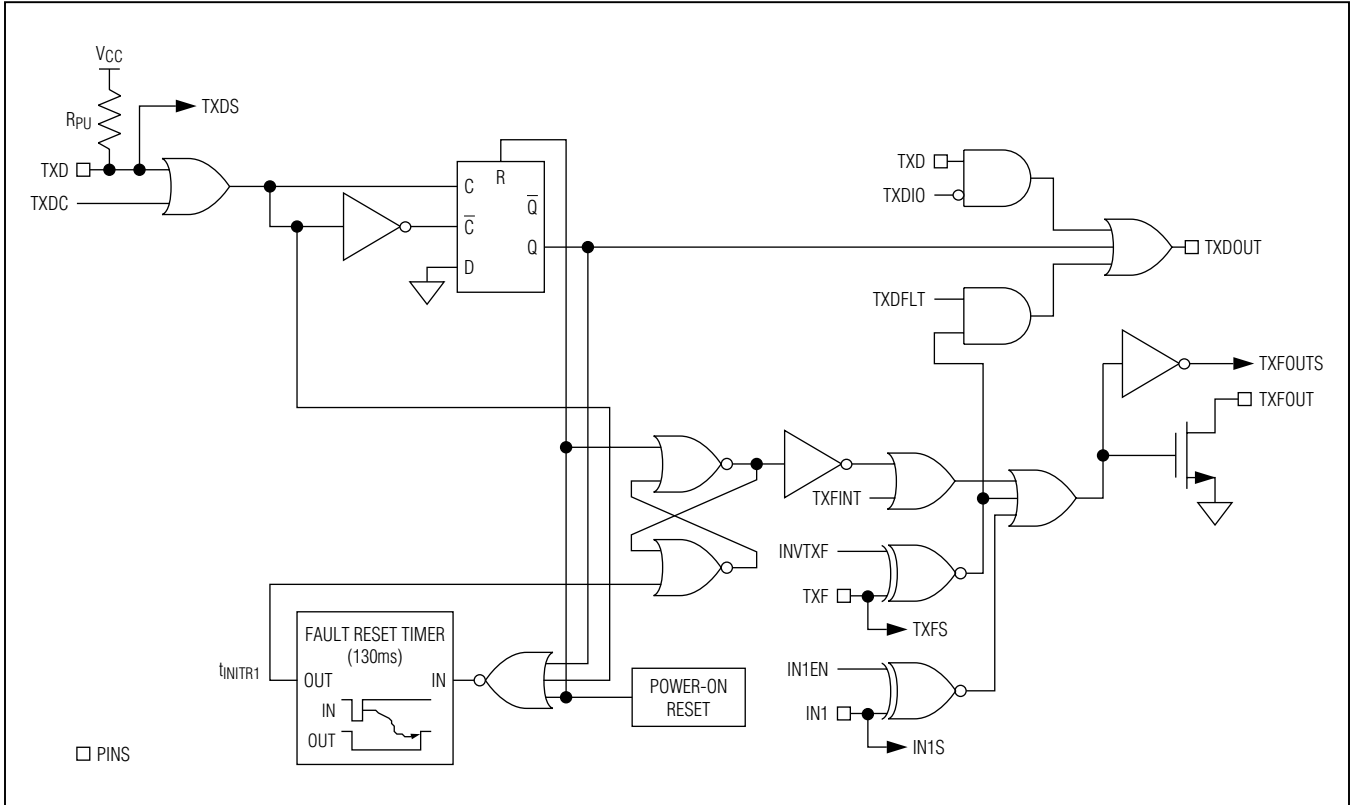 VCC
RPU
TXDS
TXD
TXDC
R
C
Q
C
Q
D
TXD
TXDIO
TXDOUT
TXDFLT
TXFOUTS
TXFOUT
TXFINT
INVTXF
TXF
TXFS
FAULT RESET TIMER
(130ms)
tINITR1
OUT
IN
IN
OUT
POWER-ON
RESET
IN1EN
IN1
IN1S
PINS